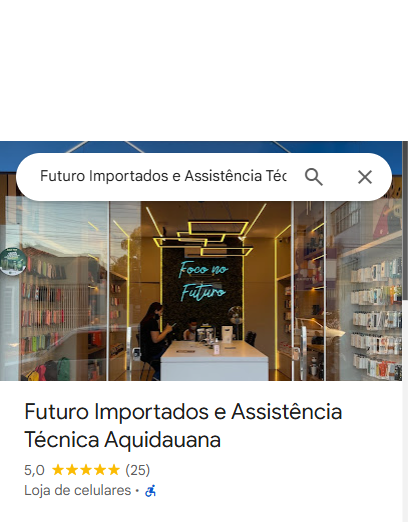 Futuro Importados e Assistência Téc
Foco no
Futuro
Futuro Importados e Assistência
Técnica Aquidauana
5,0 (25)
Loja de celulares ·